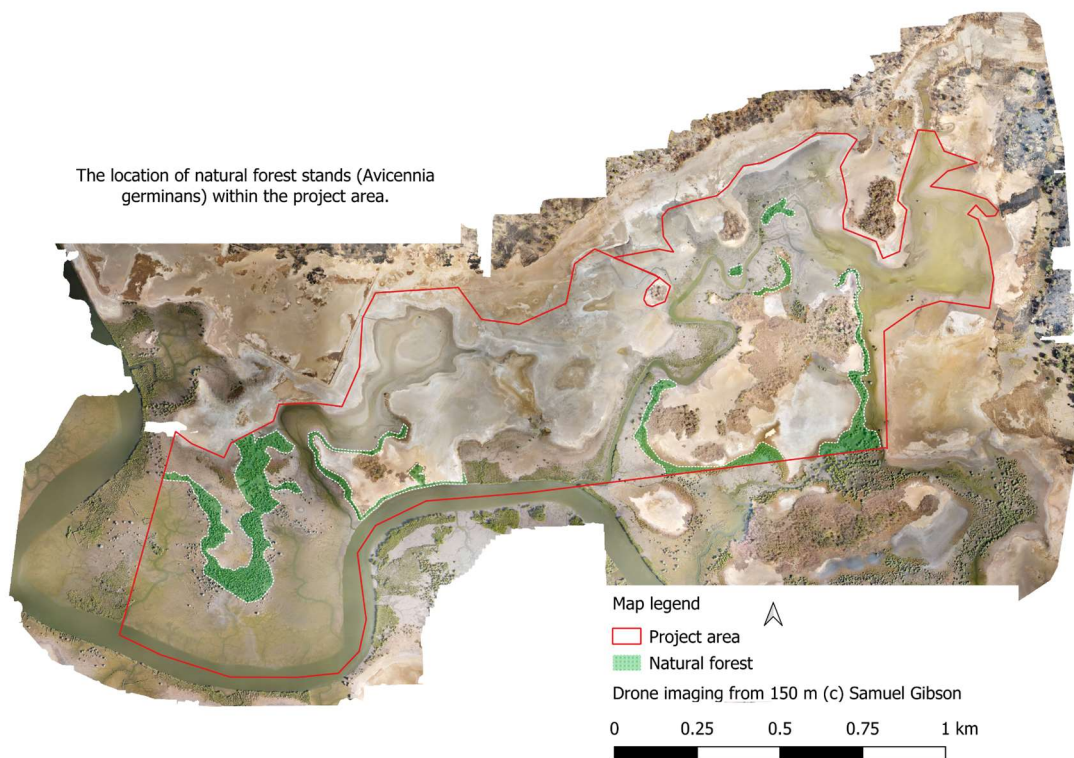 The location of natural forest stands (Avicennia
germinans) within the project area.
Map legend
Project area
Natural forest
Drone imaging from 150 m (c) Samuel Gibson
0 0.25 0.5 0.75 1 km